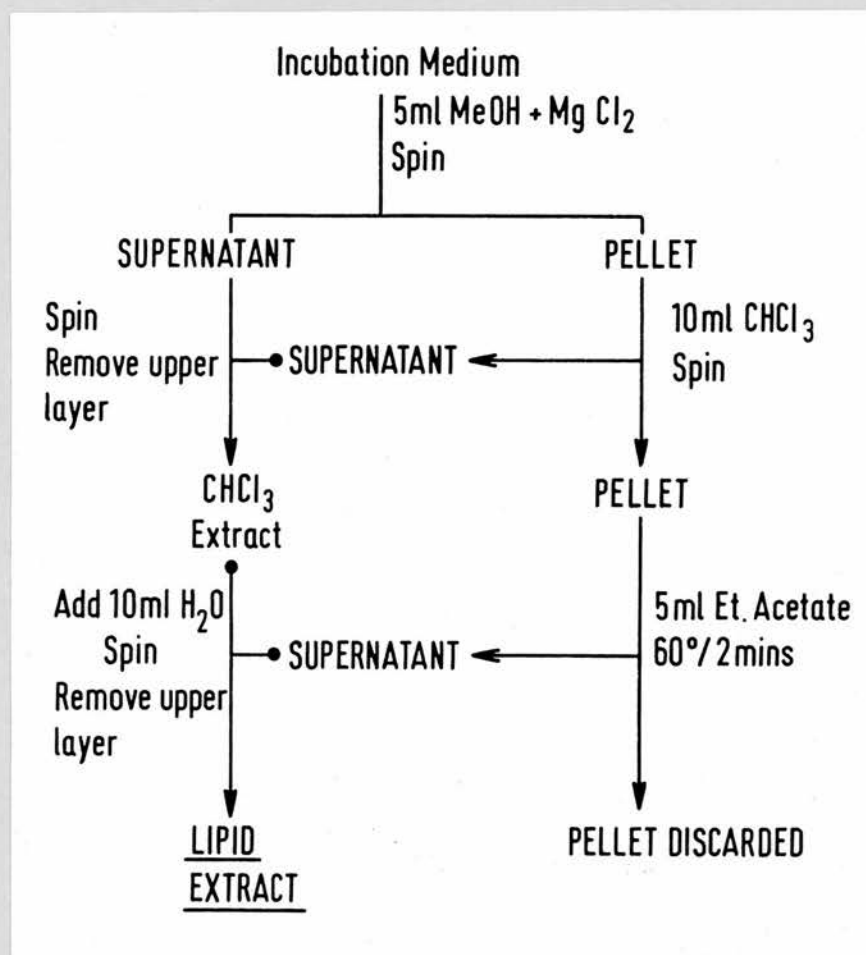 Incubation Medium
5ml MeOH + Mg Cl₂
Spin
SUPERNATANT
PELLET
Spin
Remove upper
layer
SUPERNATANT
10ml CHCl₃
Spin
CHCl₃
Extract
PELLET
Add 10ml H₂O
Spin
Remove upper
layer
SUPERNATANT
5ml Et. Acetate
60°/2mins
LIPID
EXTRACT
PELLET DISCARDED